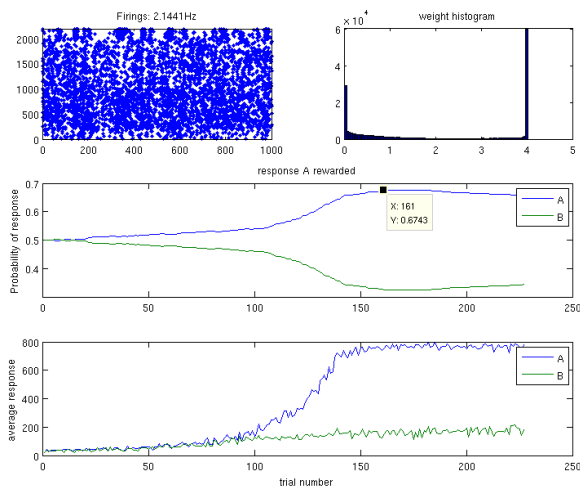 Firings: 2.1441Hz
2000
1500
1000
500
0
0 200 400 600 800 1000
weight histogram
x 10^4
6
4
2
0
0 1 2 3 4 5
response A rewarded
Probability of response
0.7
0.6
0.5
0.4
A
B
X: 161
Y: 0.6743
0 50 100 150 200 250
average response
800
600
400
200
0
A
B
0 50 100 150 200 250
trial number